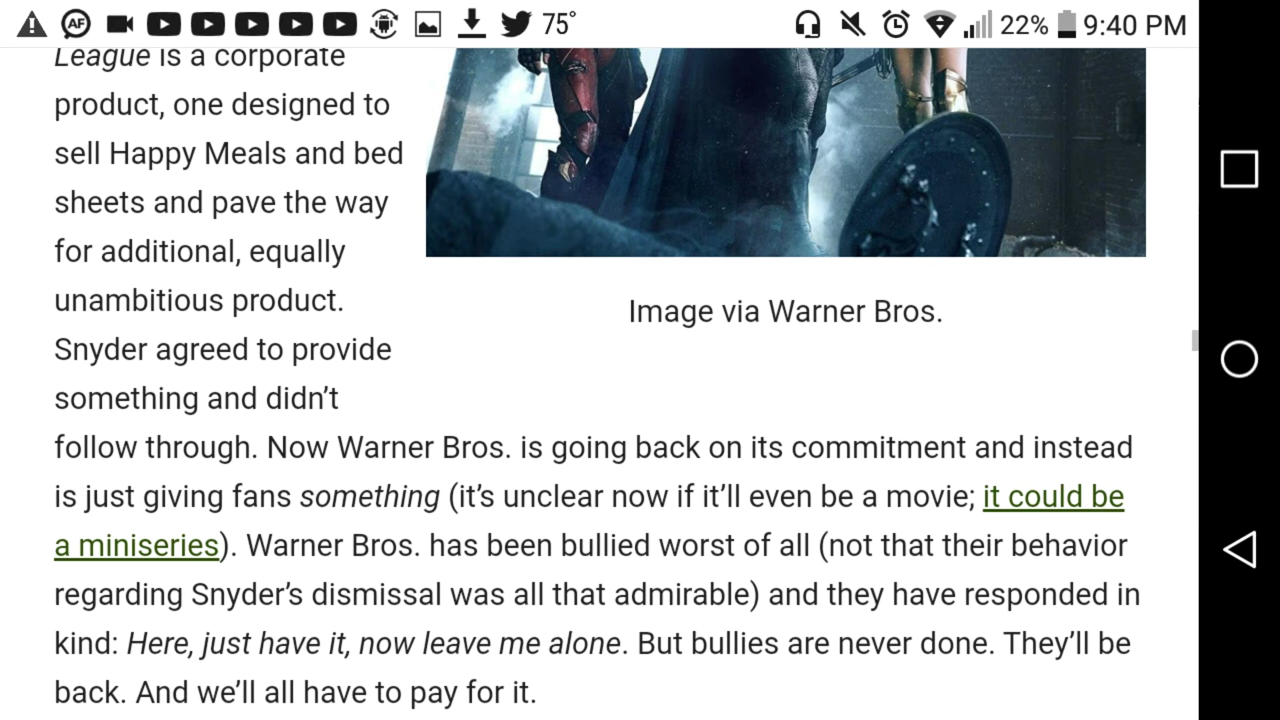 AF 75° 22% 9:40 PM
League is a corporate
product, one designed to
sell Happy Meals and bed
sheets and pave the way
for additional, equally
unambitious product.
Snyder agreed to provide
something and didn’t
follow through. Now Warner Bros. is going back on its commitment and instead
is just giving fans something (it’s unclear now if it’ll even be a movie; it could be
a miniseries). Warner Bros. has been bullied worst of all (not that their behavior
regarding Snyder’s dismissal was all that admirable) and they have responded in
kind: Here, just have it, now leave me alone. But bullies are never done. They’ll be
back. And we’ll all have to pay for it.
Image via Warner Bros.